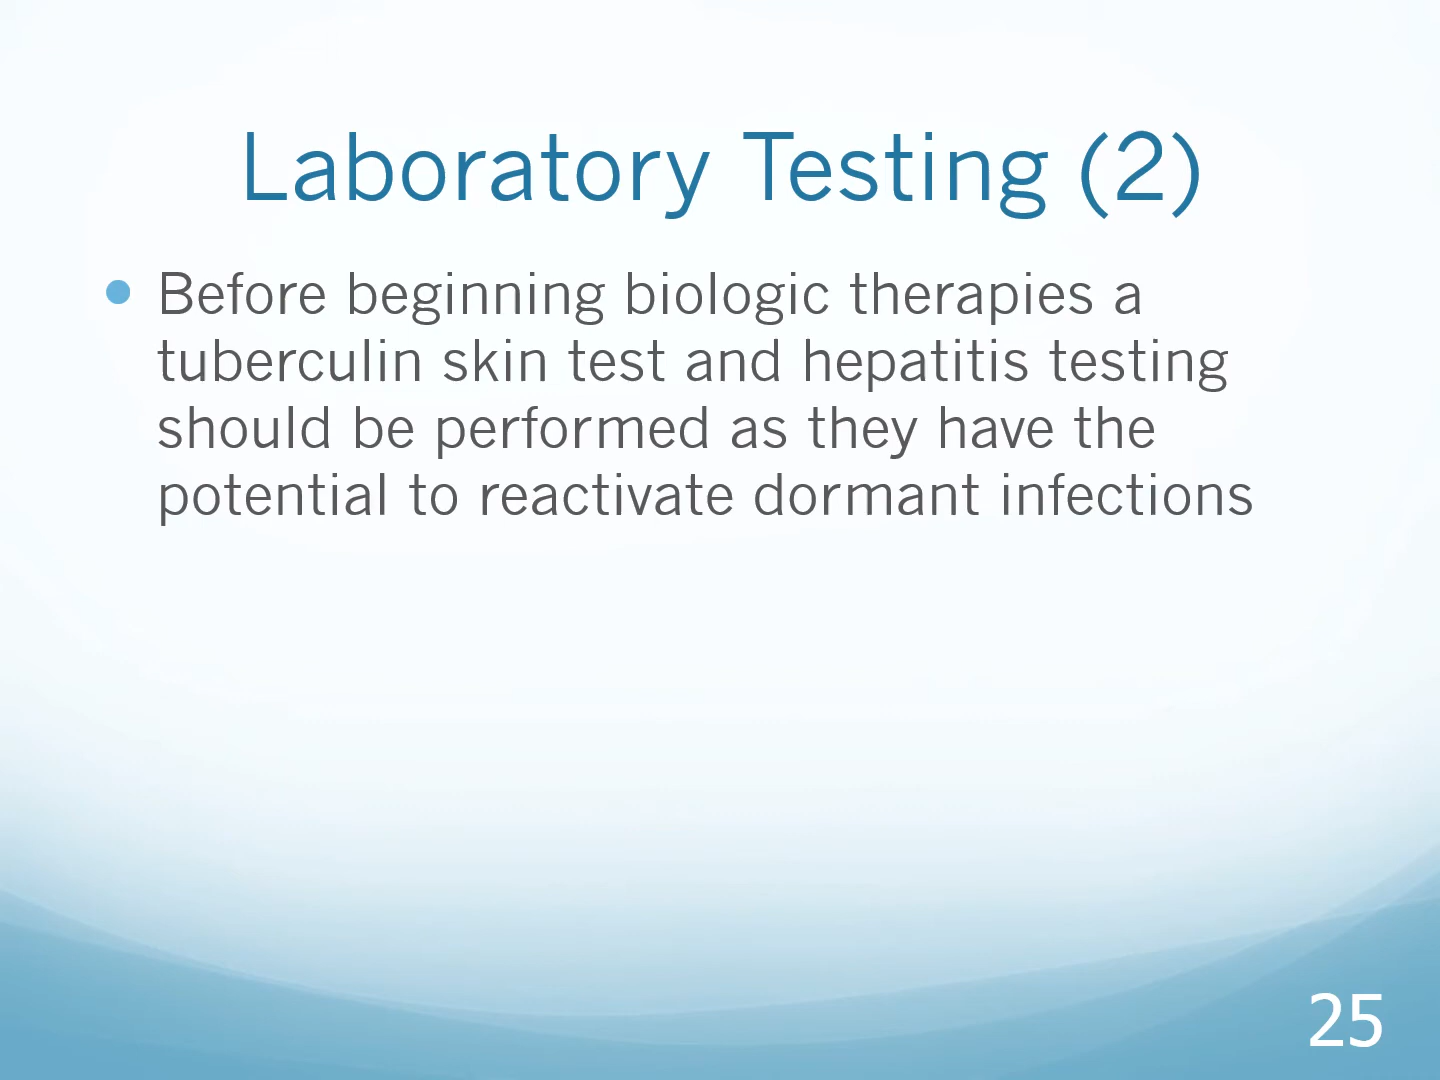 Laboratory Testing (2)
Before beginning biologic therapies a
tuberculin skin test and hepatitis testing
should be performed as they have the
potential to reactivate dormant infections
25